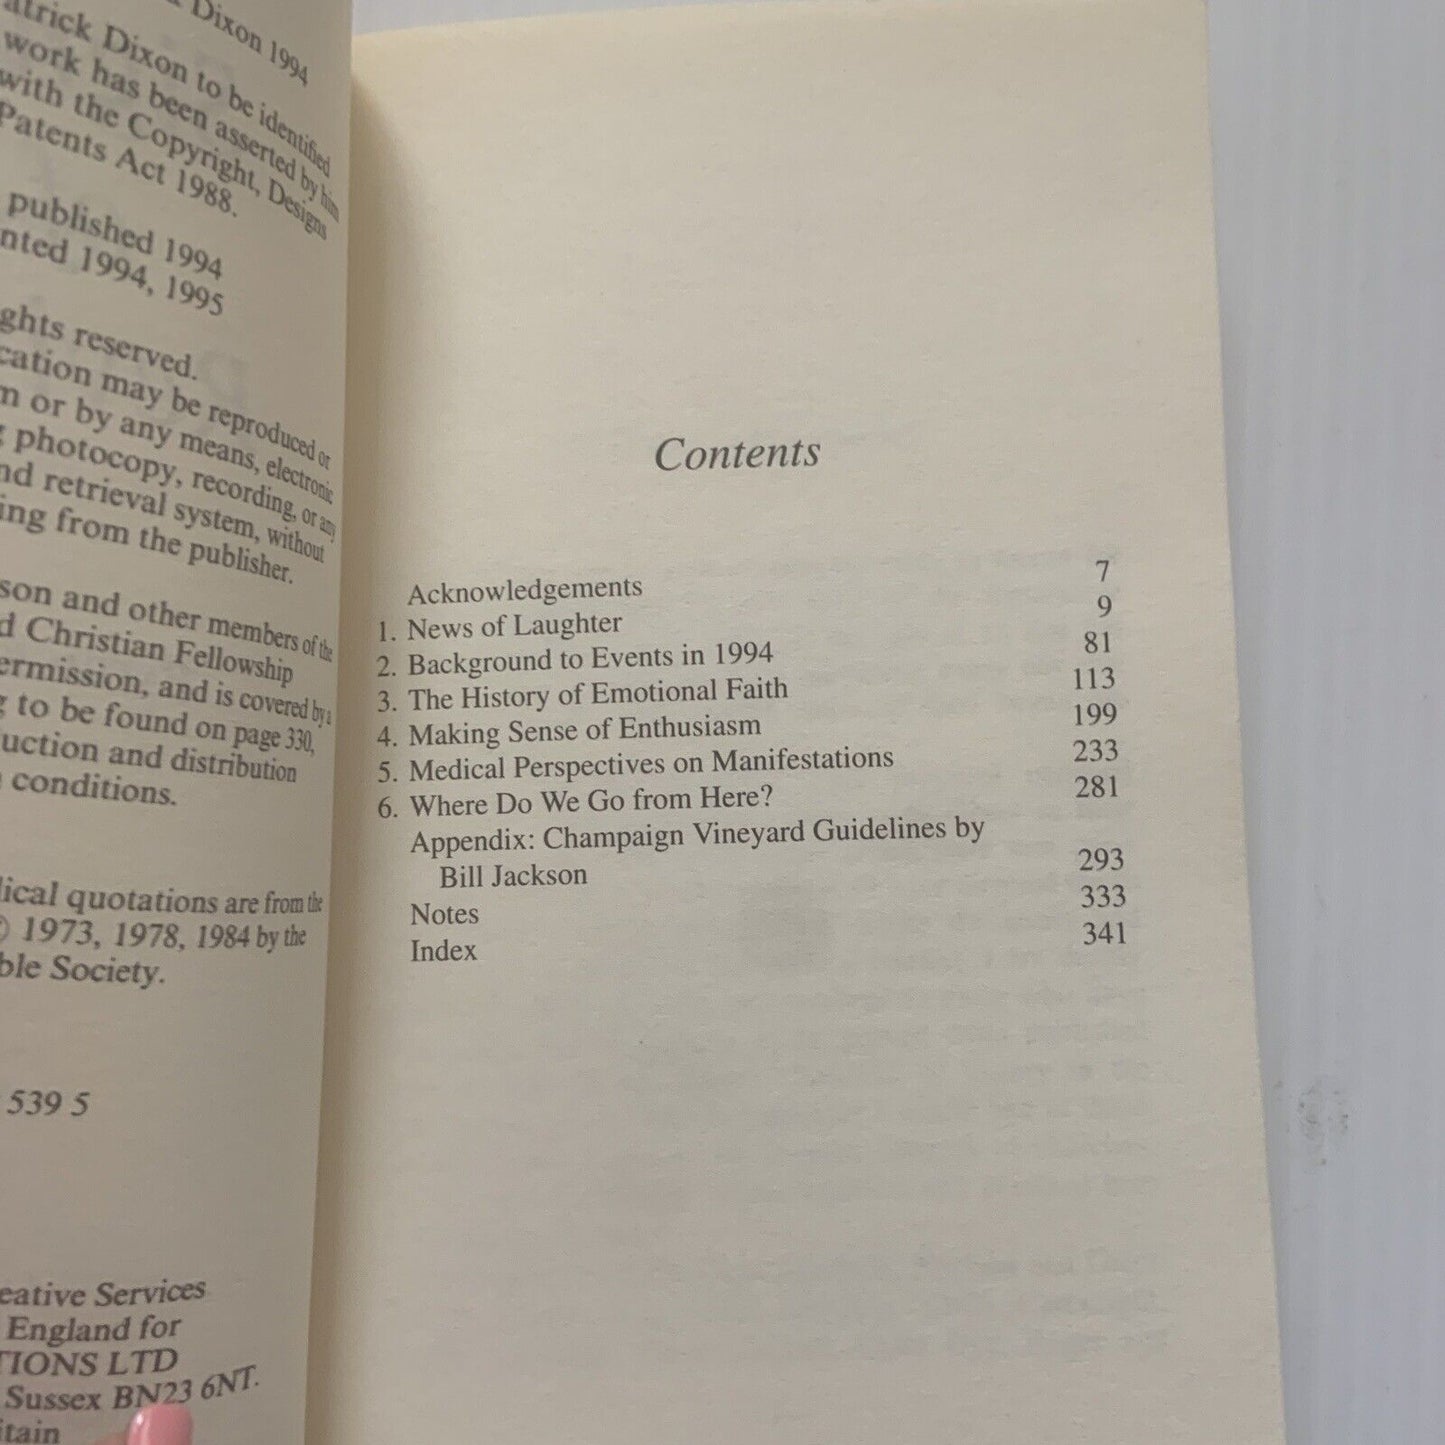 Dixon 1994
atrick Dixon to be identified
work has been asserted by him
with the Copyright, Designs
Patents Act 1988.
published 1994
nted 1994, 1995
ghts reserved.
cation may be reproduced or
m or by any means, electronic
g photocopy, recording, or any
nd retrieval system, without
ing from the publisher.
son and other members of the
d Christian Fellowship
ermission, and is covered by a
g to be found on page 330,
uction and distribution
conditions.
lical quotations are from the
© 1973, 1978, 1984 by the
ble Society.
539 5
eative Services
England for
TIONS LTD
Sussex BN23 6NT.
itain
Contents
Acknowledgements 7
1. News of Laughter 9
2. Background to Events in 1994 81
3. The History of Emotional Faith 113
4. Making Sense of Enthusiasm 199
5. Medical Perspectives on Manifestations 233
6. Where Do We Go from Here? 281
Appendix: Champaign Vineyard Guidelines by
Bill Jackson 293
Notes 333
Index 341